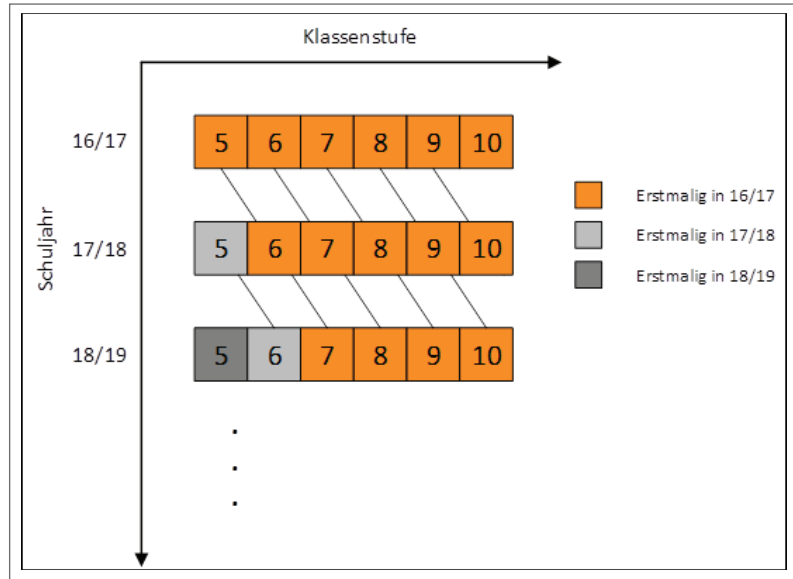 Klassenstufe
16/17
5 6 7 8 9 10
Erstmalig in 16/17
Schuljahr
17/18
5 6 7 8 9 10
Erstmalig in 17/18
Erstmalig in 18/19
18/19
5 6 7 8 9 10